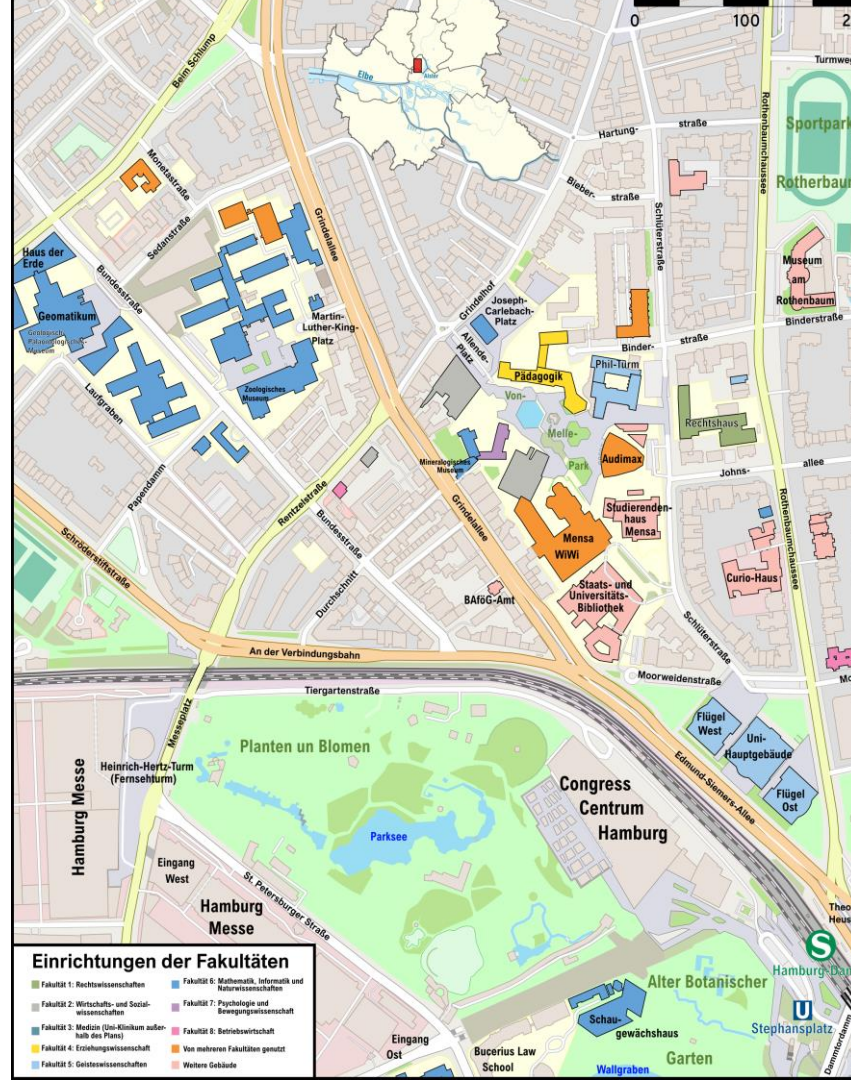 0
100
Turmweg
Beim Schlump
Elbe
Alster
Hartung-
straße
Rothenbaumchaussee
Sportpark
Rotherbaum
Monetastraße
Bieber-
straße
Schlüterstraße
Sedanstraße
Grindelallee
Haus der
Erde
Bundesstraße
Geomatikum
Geologisch-
Paläontologisches
Museum
Martin-
Luther-King-
Platz
Grindelhof
Joseph-
Carlebach-
Platz
Allende-
Platz
Museum
am
Rothenbaum
Binderstraße
Binder-
straße
Laufgraben
Zoologisches
Museum
Pädagogik
Phil-Turm
Von-
Melle-
Park
Rechtshaus
Papendamm
Mineralogisches
Museum
Audimax
Johns-
allee
Rentzelstraße
Bundesstraße
Grindelallee
Studierenden-
haus
Mensa
Mensa
WiWi
Rothenbaumchaussee
Schröderstiftstraße
Durchschnitt
BAföG-Amt
Staats- und
Universitäts-
Bibliothek
Curio-Haus
Schlüterstraße
An der Verbindungsbahn
Moorweidenstraße
Tiergartenstraße
Messeplatz
Flügel
West
Uni-
Hauptgebäude
Flügel
Ost
Planten un Blomen
Heinrich-Hertz-Turm
(Fernsehturm)
Hamburg Messe
Edmund-Siemers-Allee
Congress
Centrum
Hamburg
Parksee
Eingang
West
St. Petersburger Straße
Hamburg
Messe
S
U
Stephansplatz
Alter Botanischer
Garten
Schau-
gewächshaus
Eingang
Ost
Bucerius Law
School
Wallgraben
Dammtordamm
Einrichtungen der Fakultäten
Fakultät 1: Rechtswissenschaften
Fakultät 2: Wirtschafts- und Sozial-
wissenschaften
Fakultät 3: Medizin (Uni-Klinikum außer-
halb des Plans)
Fakultät 4: Erziehungswissenschaft
Fakultät 5: Geisteswissenschaften
Fakultät 6: Mathematik, Informatik und
Naturwissenschaften
Fakultät 7: Psychologie und
Bewegungswissenschaft
Fakultät 8: Betriebswirtschaft
Von mehreren Fakultäten genutzt
Weitere Gebäude